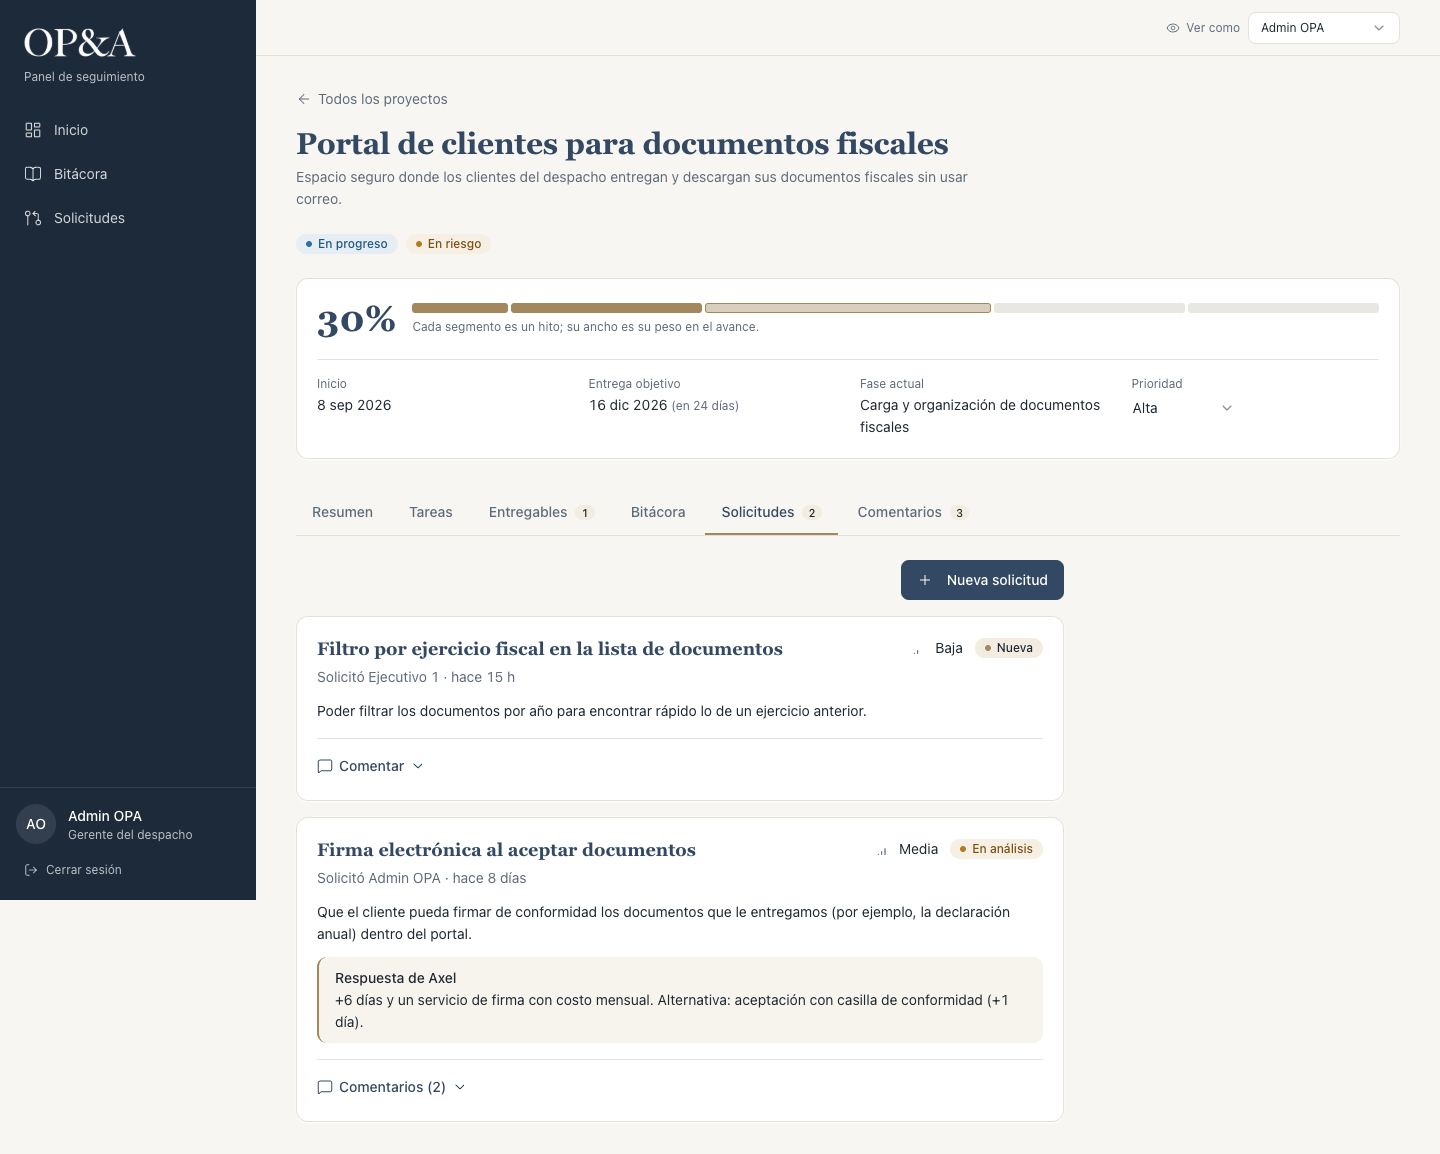 OP&A
Panel de seguimiento
Inicio
Bitácora
Solicitudes
AO
Admin OPA
Gerente del despacho
Cerrar sesión
Ver como
Admin OPA
Todos los proyectos
Portal de clientes para documentos fiscales
Espacio seguro donde los clientes del despacho entregan y descargan sus documentos fiscales sin usar
correo.
En progreso
En riesgo
30%
Cada segmento es un hito; su ancho es su peso en el avance.
Inicio
8 sep 2026
Entrega objetivo
16 dic 2026 (en 24 días)
Fase actual
Carga y organización de documentos
fiscales
Prioridad
Alta
Resumen
Tareas
Entregables 1
Bitácora
Solicitudes 2
Comentarios 3
Nueva solicitud
Filtro por ejercicio fiscal en la lista de documentos
Baja
Nueva
Solicitó Ejecutivo 1 · hace 15 h
Poder filtrar los documentos por año para encontrar rápido lo de un ejercicio anterior.
Comentar
Firma electrónica al aceptar documentos
Media
En análisis
Solicitó Admin OPA · hace 8 días
Que el cliente pueda firmar de conformidad los documentos que le entregamos (por ejemplo, la declaración
anual) dentro del portal.
Respuesta de Axel
+6 días y un servicio de firma con costo mensual. Alternativa: aceptación con casilla de conformidad (+1
día).
Comentarios (2)